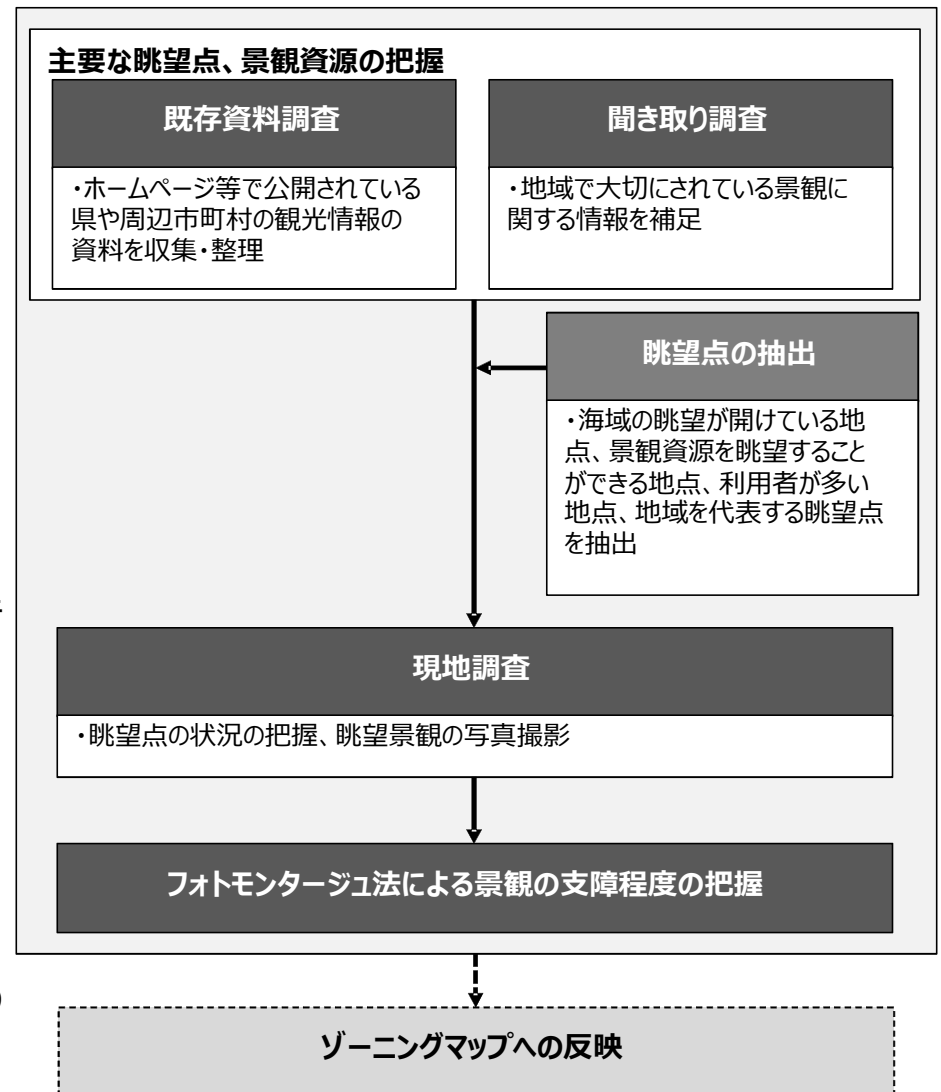 主要な眺望点、景観資源の把握
既存資料調査
・ホームページ等で公開されている
県や周辺市町村の観光情報の
資料を収集・整理
聞き取り調査
・地域で大切にされている景観に
関する情報を補足
眺望点の抽出
・海域の眺望が開けている地
点、景観資源を眺望すること
ができる地点、利用者が多い
地点、地域を代表する眺望点
を抽出
現地調査
・眺望点の状況の把握、眺望景観の写真撮影
フォトモンタージュ法による景観の支障程度の把握
ゾーニングマップへの反映